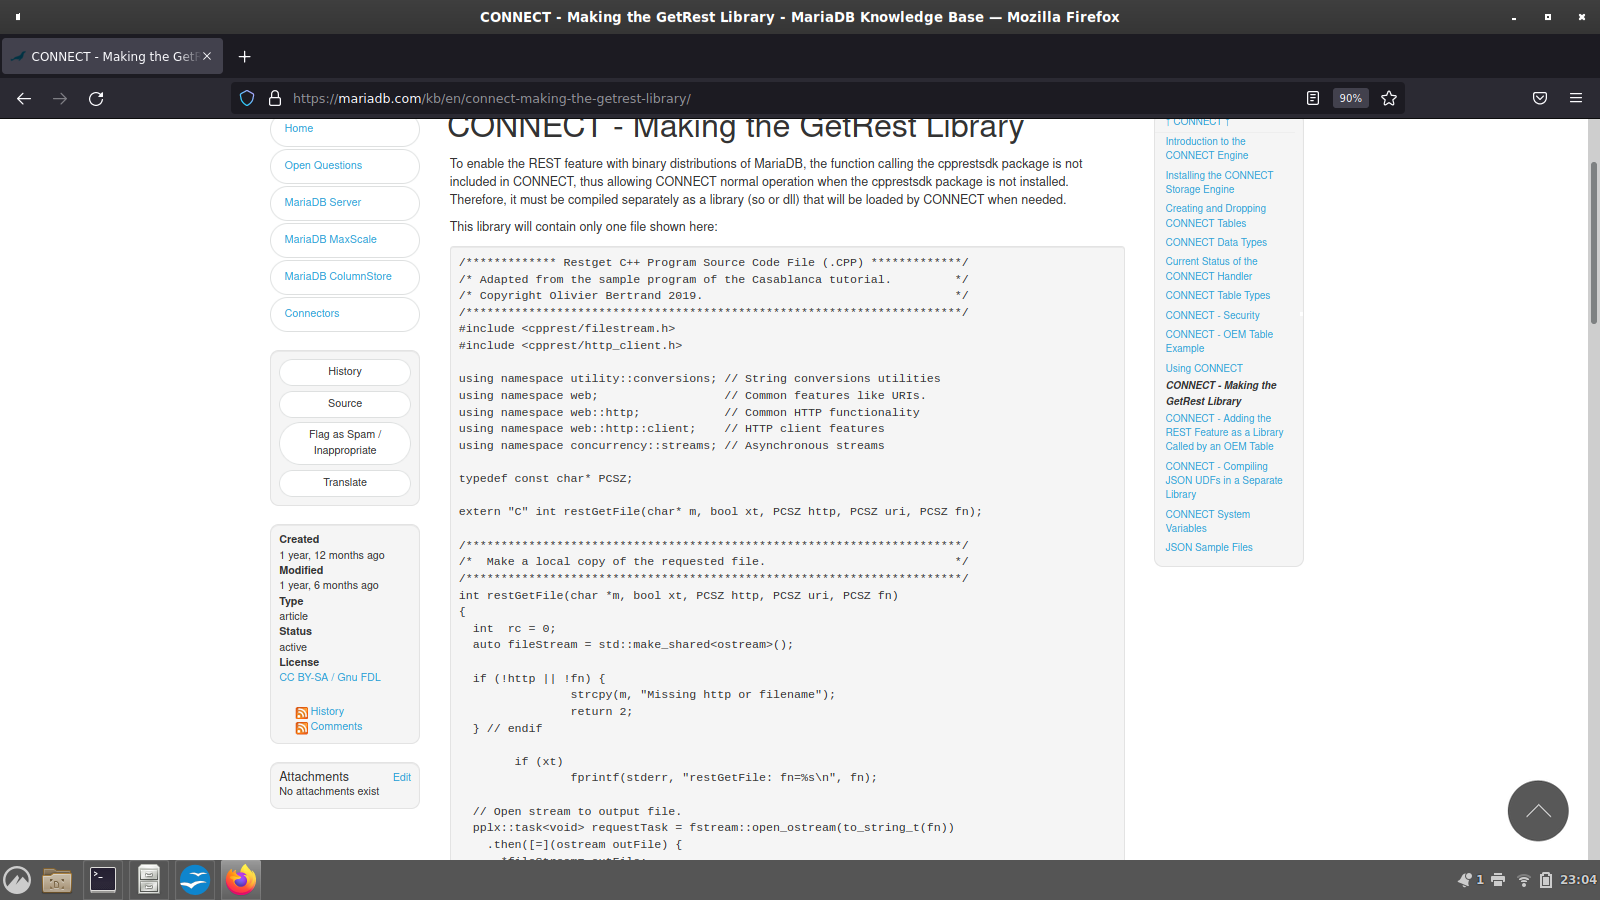 CONNECT - Making the GetRest Library - MariaDB Knowledge Base — Mozilla Firefox
CONNECT - Making the GetR
https://mariadb.com/kb/en/connect-making-the-getrest-library/
90%
Home
Open Questions
MariaDB Server
MariaDB MaxScale
MariaDB ColumnStore
Connectors
History
Source
Flag as Spam /
Inappropriate
Translate
Created
1 year, 12 months ago
Modified
1 year, 6 months ago
Type
article
Status
active
License
CC BY-SA / Gnu FDL
History
Comments
Attachments Edit
No attachments exist
CONNECT - Making the GetRest Library
To enable the REST feature with binary distributions of MariaDB, the function calling the cpprestsdk package is not
included in CONNECT, thus allowing CONNECT normal operation when the cpprestsdk package is not installed.
Therefore, it must be compiled separately as a library (so or dll) that will be loaded by CONNECT when needed.
This library will contain only one file shown here:
/************* Restget C++ Program Source Code File (.CPP) *************/
/* Adapted from the sample program of the Casablanca tutorial.         */
/* Copyright Olivier Bertrand 2019.                                    */
/***********************************************************************/
#include <cpprest/filestream.h>
#include <cpprest/http_client.h>
using namespace utility::conversions; // String conversions utilities
using namespace web;                  // Common features like URIs.
using namespace web::http;            // Common HTTP functionality
using namespace web::http::client;    // HTTP client features
using namespace concurrency::streams; // Asynchronous streams
typedef const char* PCSZ;
extern "C" int restGetFile(char* m, bool xt, PCSZ http, PCSZ uri, PCSZ fn);
/***********************************************************************/
/*  Make a local copy of the requested file.                           */
/***********************************************************************/
int restGetFile(char *m, bool xt, PCSZ http, PCSZ uri, PCSZ fn)
{
  int  rc = 0;
  auto fileStream = std::make_shared<ostream>();
  if (!http || !fn) {
                strcpy(m, "Missing http or filename");
                return 2;
  } // endif
        if (xt)
                fprintf(stderr, "restGetFile: fn=%s\n", fn);
  // Open stream to output file.
  pplx::task<void> requestTask = fstream::open_ostream(to_string_t(fn))
    .then([=](ostream outFile) {
      *fileStream= outFile;
↑ CONNECT ↑
Introduction to the
CONNECT Engine
Installing the CONNECT
Storage Engine
Creating and Dropping
CONNECT Tables
CONNECT Data Types
Current Status of the
CONNECT Handler
CONNECT Table Types
CONNECT - Security
CONNECT - OEM Table
Example
Using CONNECT
CONNECT - Making the
GetRest Library
CONNECT - Adding the
REST Feature as a Library
Called by an OEM Table
CONNECT - Compiling
JSON UDFs in a Separate
Library
CONNECT System
Variables
JSON Sample Files
1
23:04